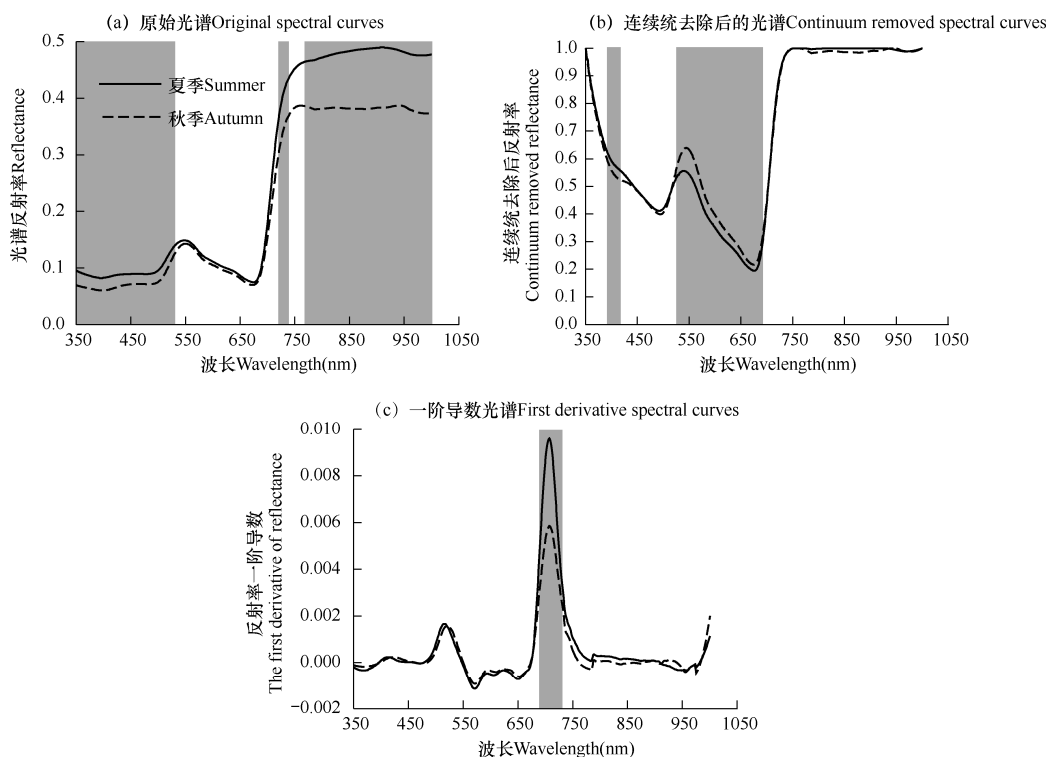 (a) 原始光谱Original spectral curves
光谱反射率Reflectance
0.5
0.4
0.3
0.2
0.1
0.0
夏季Summer
秋季Autumn
350 450 550 650 750 850 950 1050
波长Wavelength(nm)
(b) 连续统去除后的光谱Continuum removed spectral curves
连续统去除后反射率
Continuum removed reflectance
1.0
0.9
0.8
0.7
0.6
0.5
0.4
0.3
0.2
0.1
0.0
350 450 550 650 750 850 950 1050
波长Wavelength(nm)
(c) 一阶导数光谱First derivative spectral curves
反射率一阶导数
The first derivative of reflectance
0.010
0.008
0.006
0.004
0.002
0.000
−0.002
350 450 550 650 750 850 950 1050
波长Wavelength(nm)